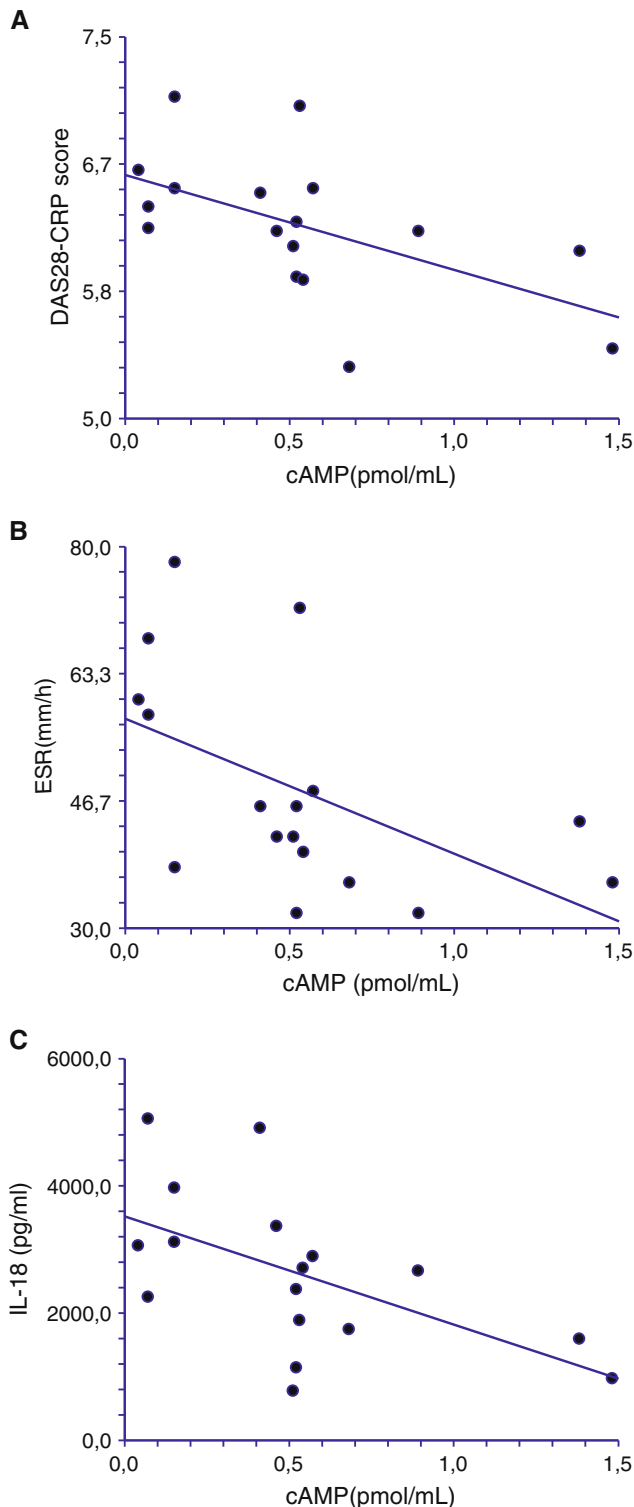 A
7,5
6,7
5,8
5,0
DAS28-CRP score
0,0 0,5 1,0 1,5
cAMP(pmol/mL)
B
80,0
63,3
46,7
30,0
ESR(mm/h)
0,0 0,5 1,0 1,5
cAMP (pmol/mL)
C
6000,0
4000,0
2000,0
0,0
IL-18 (pg/ml)
0,0 0,5 1,0 1,5
cAMP(pmol/mL)